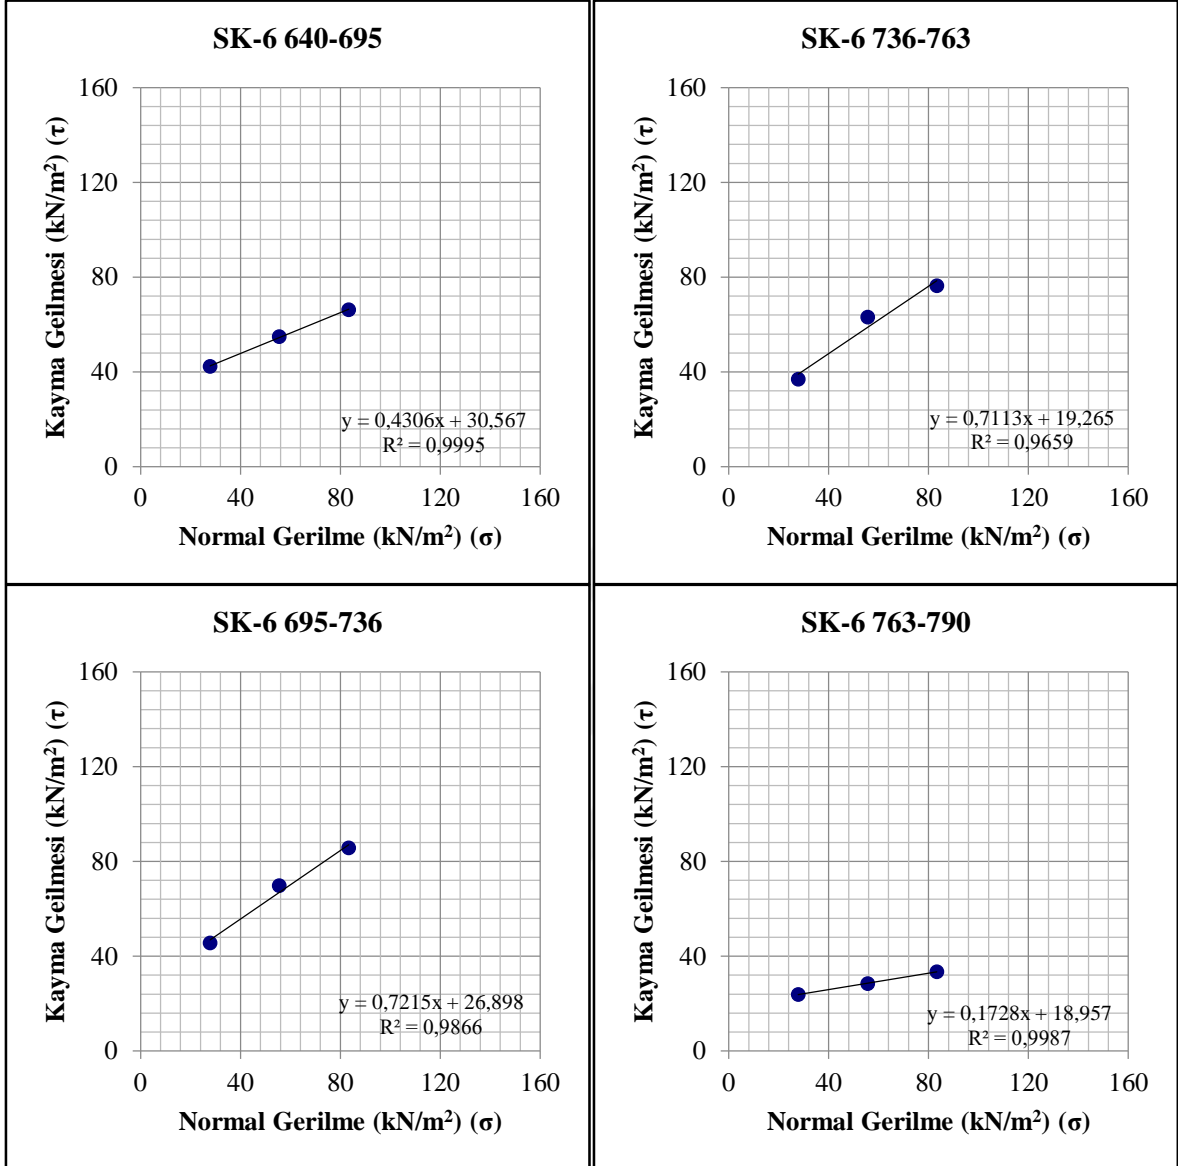 SK-6 640-695
160
120
80
40
0
Kayma Geilmesi (kN/m²) (τ)
y = 0,4306x + 30,567
R² = 0,9995
0 40 80 120 160
Normal Gerilme (kN/m²) (σ)
SK-6 736-763
160
120
80
40
0
Kayma Geilmesi (kN/m²) (τ)
y = 0,7113x + 19,265
R² = 0,9659
0 40 80 120 160
Normal Gerilme (kN/m²) (σ)
SK-6 695-736
160
120
80
40
0
Kayma Geilmesi (kN/m²) (τ)
y = 0,7215x + 26,898
R² = 0,9866
0 40 80 120 160
Normal Gerilme (kN/m²) (σ)
SK-6 763-790
160
120
80
40
0
Kayma Geilmesi (kN/m²) (τ)
y = 0,1728x + 18,957
R² = 0,9987
0 40 80 120 160
Normal Gerilme (kN/m²) (σ)